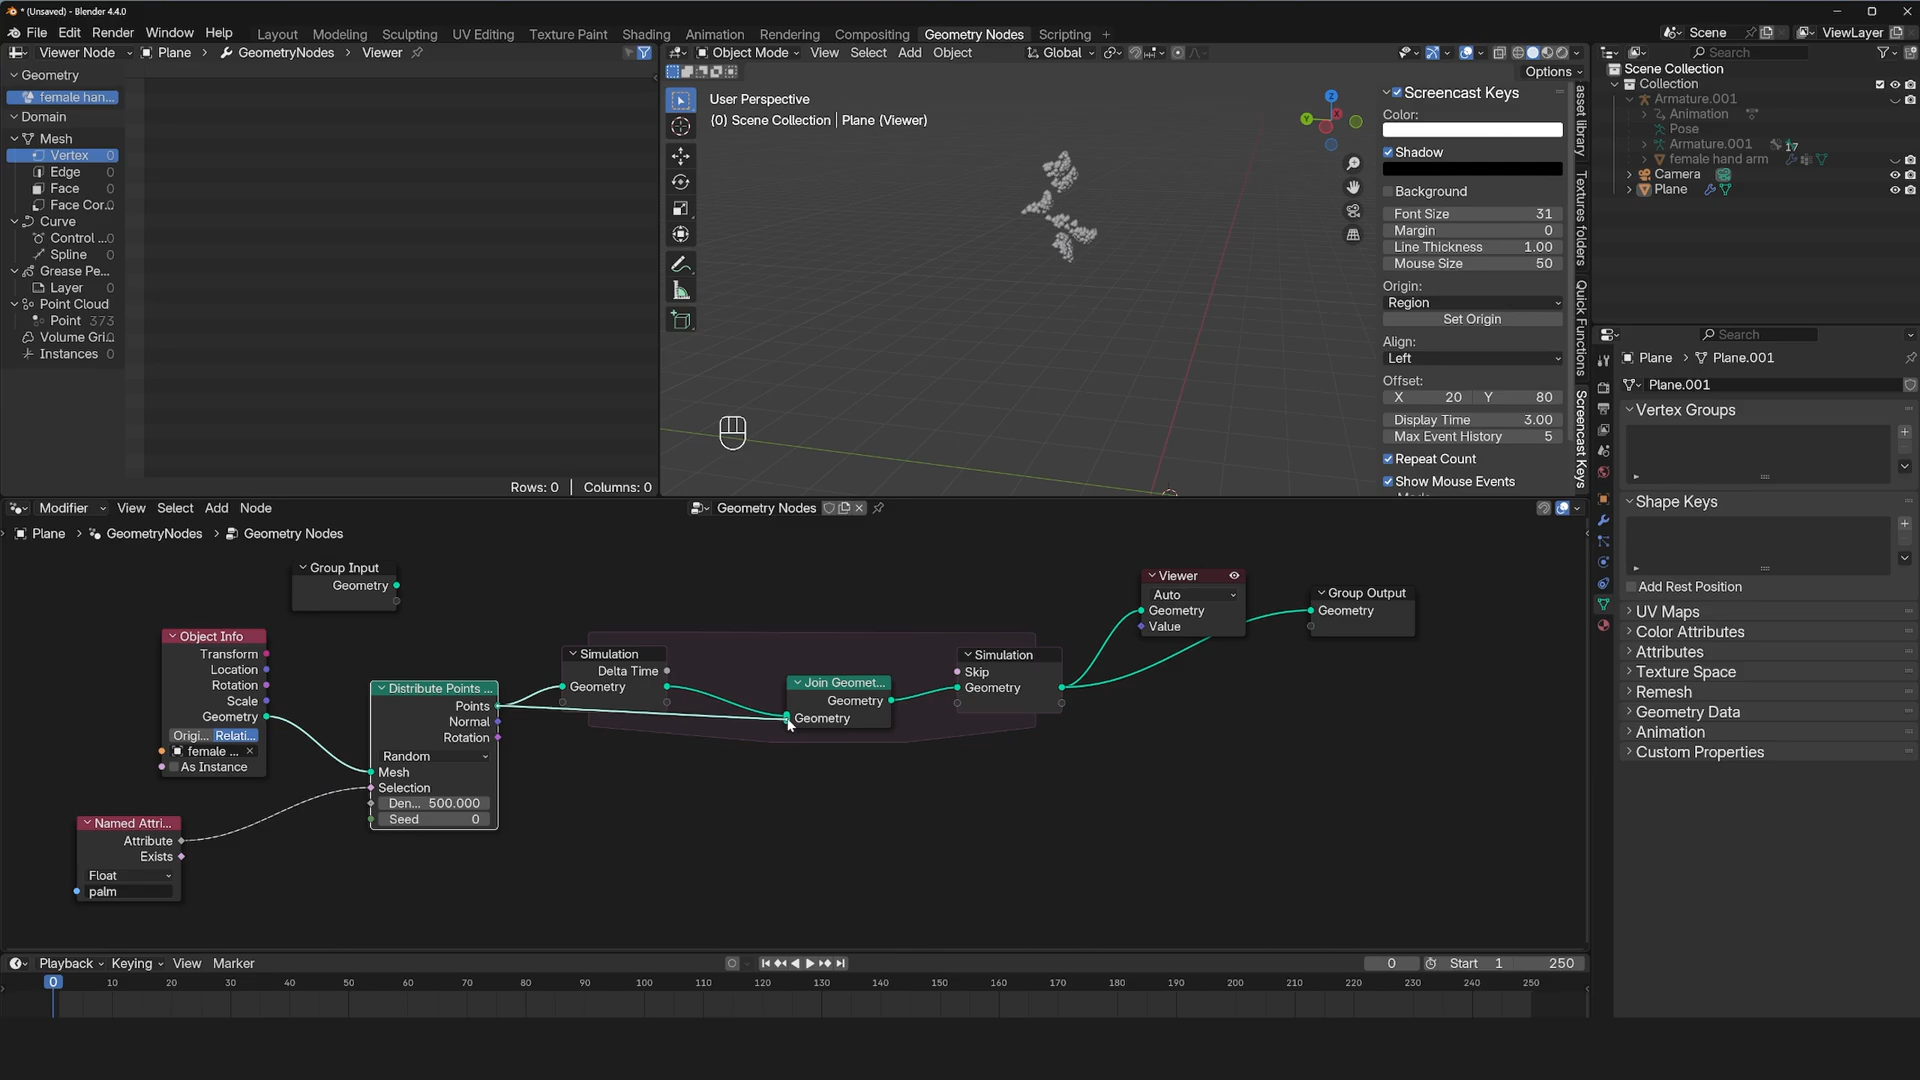 * (Unsaved) - Blender 4.4.0
File Edit Render Window Help
Layout Modeling Sculpting UV Editing Texture Paint Shading Animation Rendering Compositing Geometry Nodes Scripting +
Scene
ViewLayer
Viewer Node
Plane > GeometryNodes > Viewer
Object Mode View Select Add Object
Global
Search
Geometry
female han...
Domain
Mesh
Vertex 0
Edge 0
Face 0
Face Cor... 0
Curve
Control ... 0
Spline 0
Grease Pe...
Layer 0
Point Cloud
Point 373
Volume Gri... 0
Instances 0
Rows: 0 | Columns: 0
Options
User Perspective
(0) Scene Collection | Plane (Viewer)
Z
Y
X
Screencast Keys
Color:
Shadow
Background
Font Size 31
Margin 0
Line Thickness 1.00
Mouse Size 50
Origin:
Region
Set Origin
Align:
Left
Offset:
X 20 Y 80
Display Time 3.00
Max Event History 5
Repeat Count
Show Mouse Events
asset library
Textures folders
Quick Functions
Screencast Keys
Scene Collection
Collection
Armature.001
Animation
Pose
Armature.001 17
female hand arm
Camera
Plane
Search
Plane > Plane.001
Plane.001
Vertex Groups
Shape Keys
Add Rest Position
UV Maps
Color Attributes
Attributes
Texture Space
Remesh
Geometry Data
Animation
Custom Properties
Modifier View Select Add Node
Geometry Nodes
Plane > GeometryNodes > Geometry Nodes
Group Input
Geometry
Object Info
Transform
Location
Rotation
Scale
Geometry
Origi... Relati...
female ...
As Instance
Named Attri...
Attribute
Exists
Float
palm
Distribute Points ...
Points
Normal
Rotation
Random
Mesh
Selection
Den... 500.000
Seed 0
Simulation
Delta Time
Geometry
Join Geomet...
Geometry
Geometry
Simulation
Skip
Geometry
Viewer
Auto
Geometry
Value
Group Output
Geometry
Playback Keying View Marker
0 Start 1 250
0 10 20 30 40 50 60 70 80 90 100 110 120 130 140 150 160 170 180 190 200 210 220 230 240 250